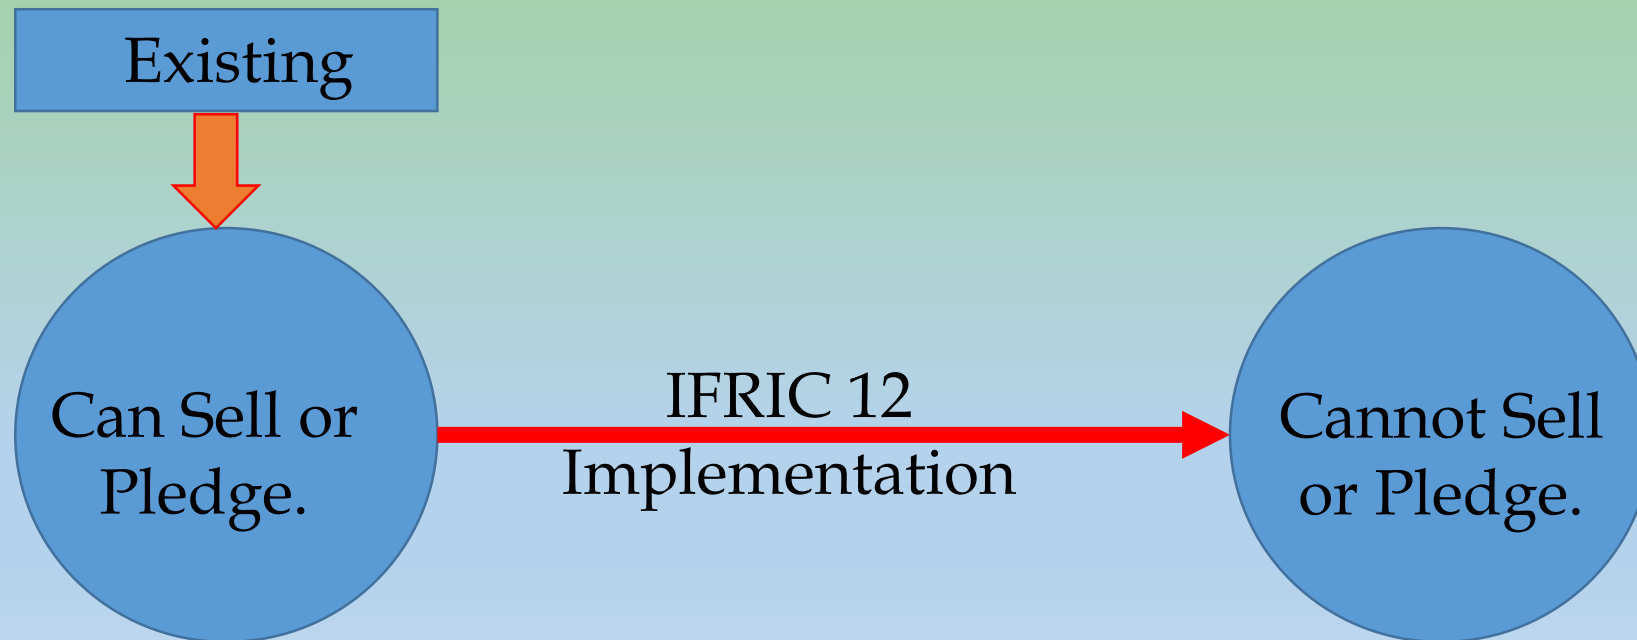 Existing
Can Sell or
Pledge.
IFRIC 12
Implementation
Cannot Sell
or Pledge.